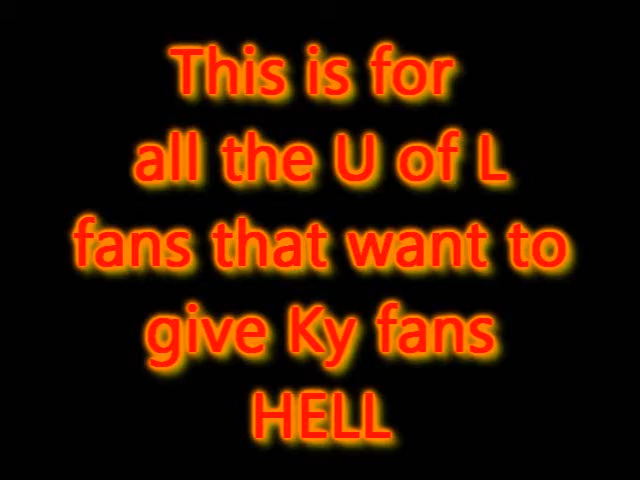 This is for
all the U of L
fans that want to
give Ky fans
HELL